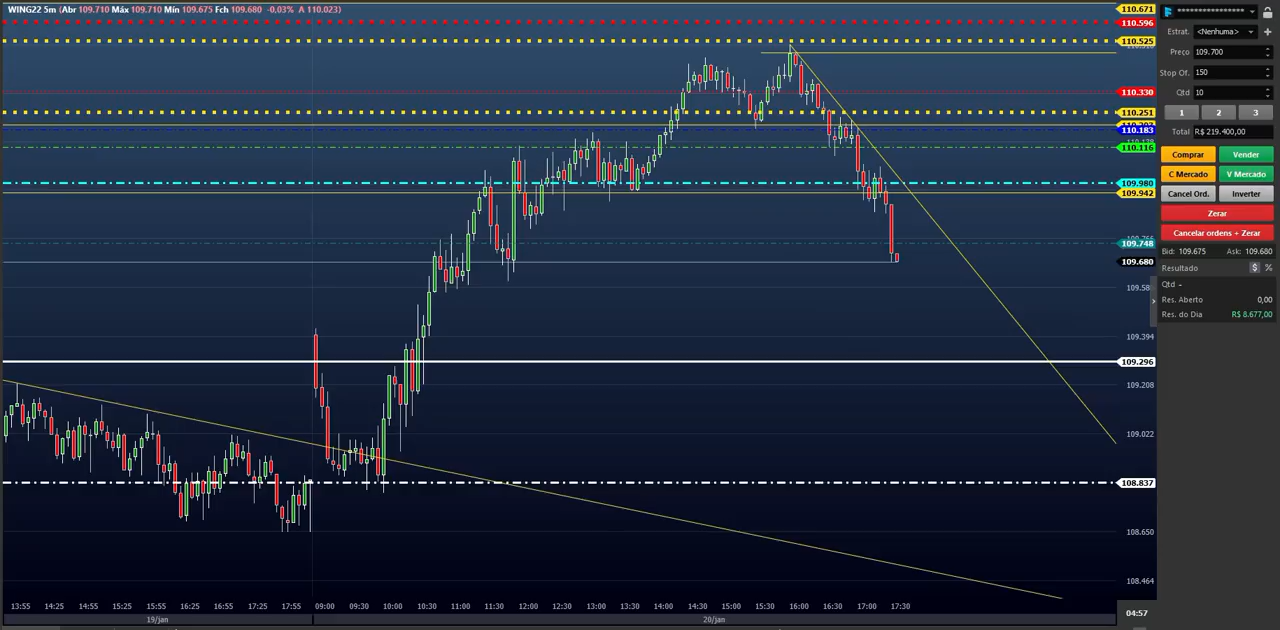 WING22 5m (Abr 109.710 Máx 109.710 Mín 109.675 Fch 109.680 -0.03% A 110.023)
110.671
110.596
110.525
110.330
110.251
110.183
110.116
109.980
109.942
109.748
109.680
109.58
109.394
109.296
109.208
109.022
108.837
108.650
108.464
13:55 14:25 14:55 15:25 15:55 16:25 16:55 17:25 17:55 09:00 09:30 10:00 10:30 11:00 11:30 12:00 12:30 13:00 13:30 14:00 14:30 15:00 15:30 16:00 16:30 17:00 17:30
19/jan 20/jan
04:57
****************
Estrat. <Nenhuma>
Preço 109.700
Stop Of. 150
Qtd 10
1 2 3
Total R$ 219.400,00
Comprar Vender
C Mercado V Mercado
Cancel Ord. Inverter
Zerar
Cancelar ordens + Zerar
Bid: 109.675 Ask: 109.680
Resultado $ %
Qtd -
Res. Aberto 0,00
Res. do Dia R$ 8.677,00